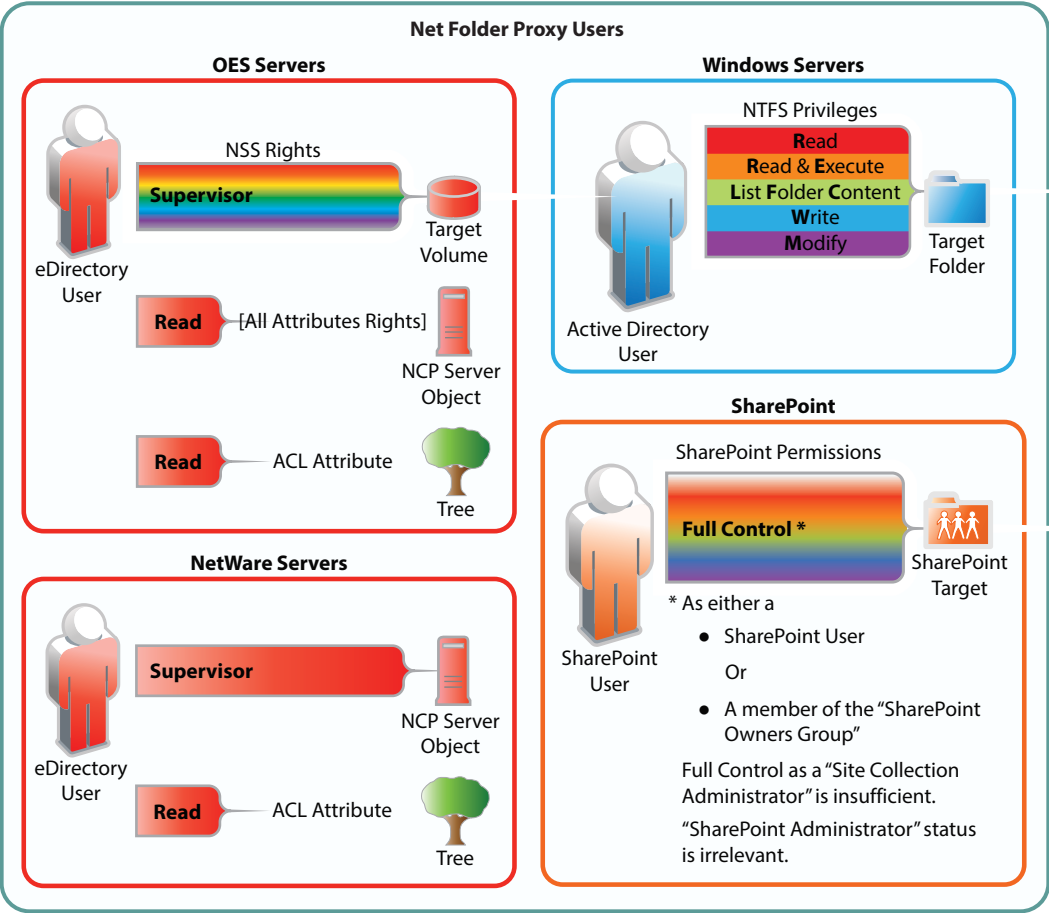 Net Folder Proxy Users
OES Servers
NSS Rights
Supervisor
Target
Volume
eDirectory
User
Read
[All Attributes Rights]
NCP Server
Object
Read
ACL Attribute
Tree
NetWare Servers
Supervisor
NCP Server
Object
eDirectory
User
Read
ACL Attribute
Tree
Windows Servers
NTFS Privileges
Read
Read & Execute
List Folder Content
Write
Modify
Target
Folder
Active Directory
User
SharePoint
SharePoint Permissions
Full Control *
SharePoint
Target
SharePoint
User
* As either a
● SharePoint User
Or
● A member of the “SharePoint
Owners Group”
Full Control as a “Site Collection
Administrator” is insufficient.
“SharePoint Administrator” status
is irrelevant.